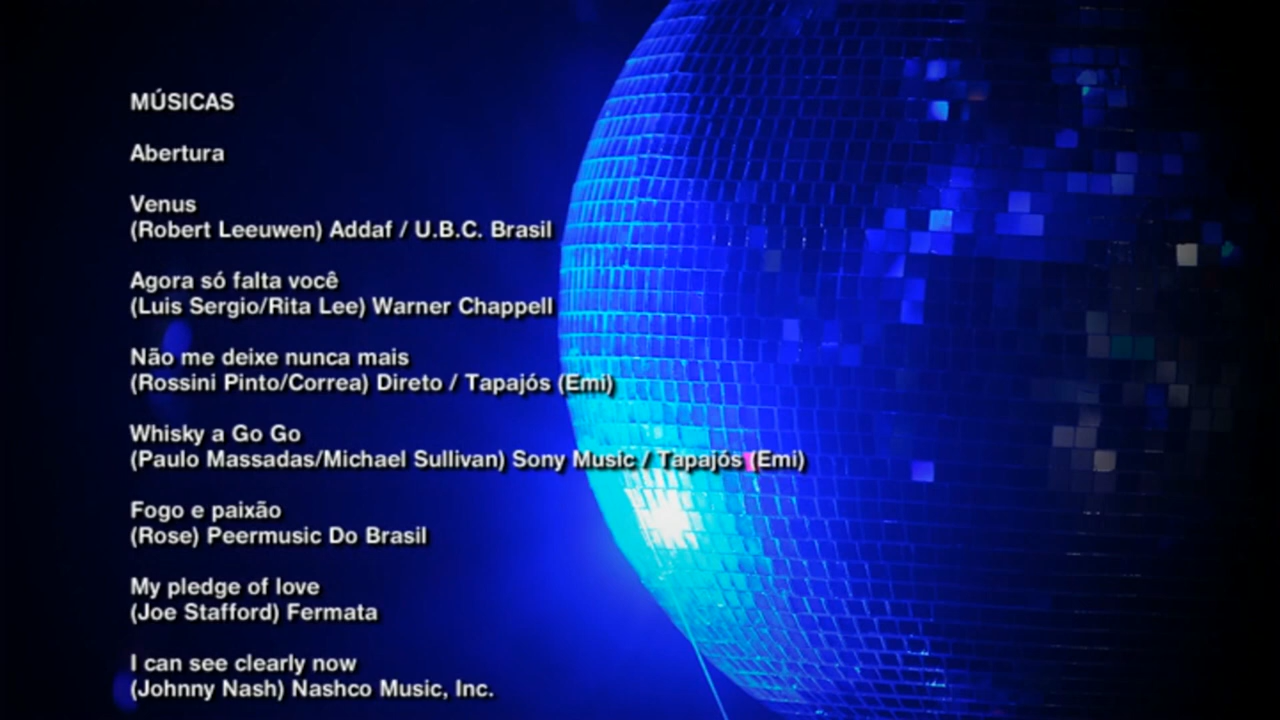 MÚSICAS
Abertura
Venus
(Robert Leeuwen) Addaf / U.B.C. Brasil
Agora só falta você
(Luis Sergio/Rita Lee) Warner Chappell
Não me deixe nunca mais
(Rossini Pinto/Correa) Direto / Tapajós (Emi)
Whisky a Go Go
(Paulo Massadas/Michael Sullivan) Sony Music / Tapajós (Emi)
Fogo e paixão
(Rose) Peermusic Do Brasil
My pledge of love
(Joe Stafford) Fermata
I can see clearly now
(Johnny Nash) Nashco Music, Inc.